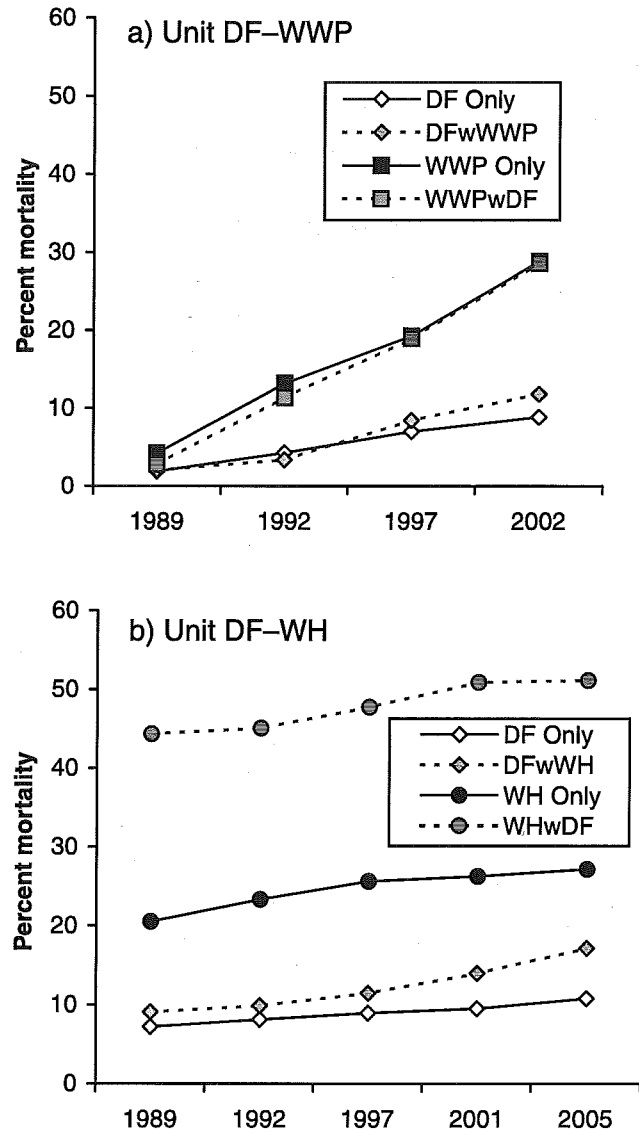 a) Unit DF–WWP
Percent mortality
60
50
40
30
20
10
0
DF Only
DFwWWP
WWP Only
WWPwDF
1989 1992 1997 2002
b) Unit DF–WH
Percent mortality
60
50
40
30
20
10
0
DF Only
DFwWH
WH Only
WHwDF
1989 1992 1997 2001 2005